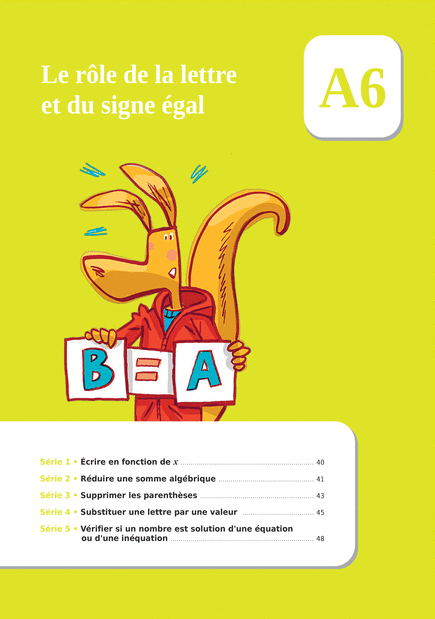 Le rôle de la lettre
et du signe égal
A6
B = A
Série 1 • Écrire en fonction de x ........................ 40
Série 2 • Réduire une somme algébrique ........................ 41
Série 3 • Supprimer les parenthèses ........................ 43
Série 4 • Substituer une lettre par une valeur ........................ 45
Série 5 • Vérifier si un nombre est solution d'une équation
ou d'une inéquation ........................ 48